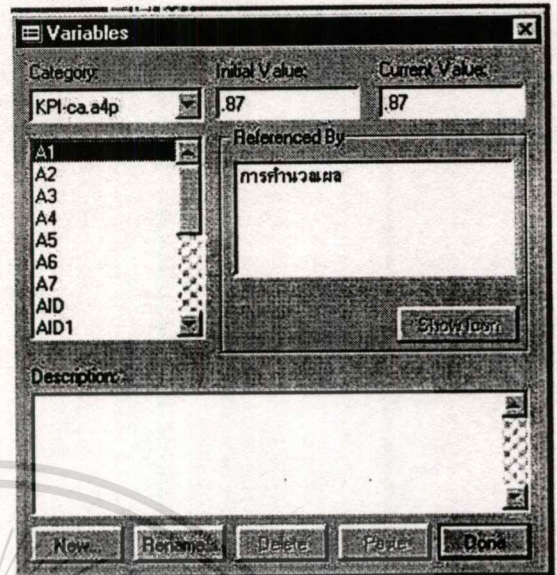 Variables
Category:
Initial Value:
Current Value:
KPI-ca.a4p
.87
.87
A1
A2
A3
A4
A5
A6
A7
AID
AID1
Referenced By
การคำนวณผล
Show Icon
Description:
New...
Rename...
Delete
Paste
Done